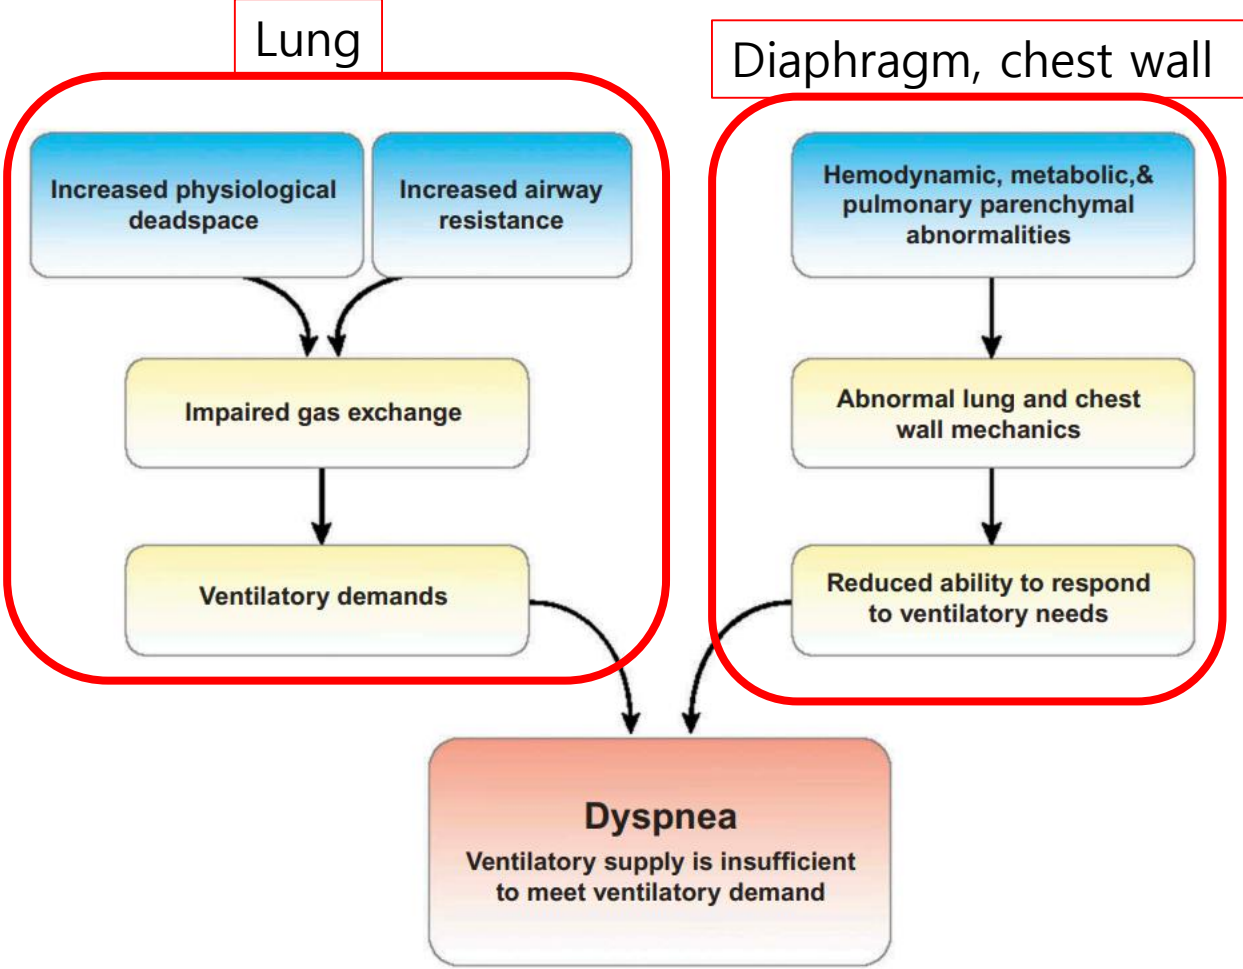 Lung
Diaphragm, chest wall
Increased physiological
deadspace
Increased airway
resistance
Impaired gas exchange
Ventilatory demands
Hemodynamic, metabolic,&
pulmonary parenchymal
abnormalities
Abnormal lung and chest
wall mechanics
Reduced ability to respond
to ventilatory needs
Dyspnea
Ventilatory supply is insufficient
to meet ventilatory demand